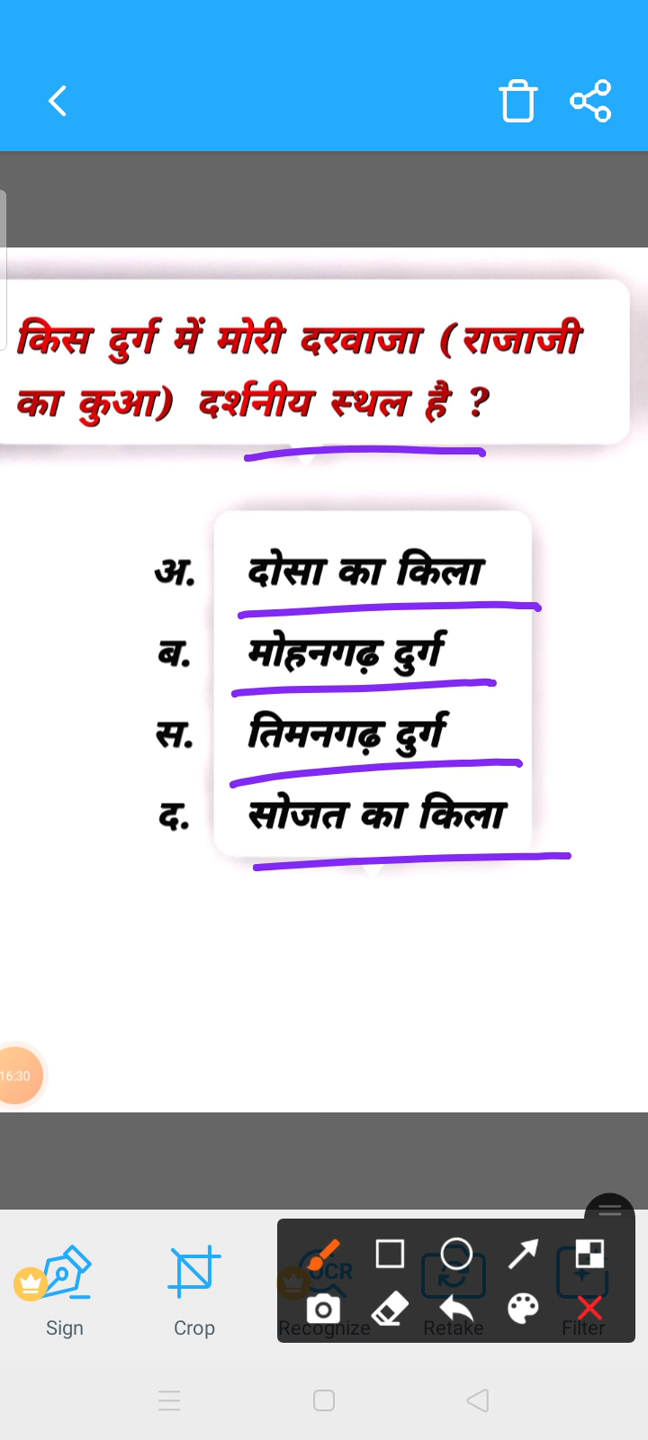 किस दुर्ग में मोरी दरवाजा (राजाजी
का कुआ) दर्शनीय स्थल है ?
अ. दोसा का किला
ब. मोहनगढ़ दुर्ग
स. तिमनगढ़ दुर्ग
द. सोजत का किला
16:30
OCR
Sign Crop Recognize Retake Filter